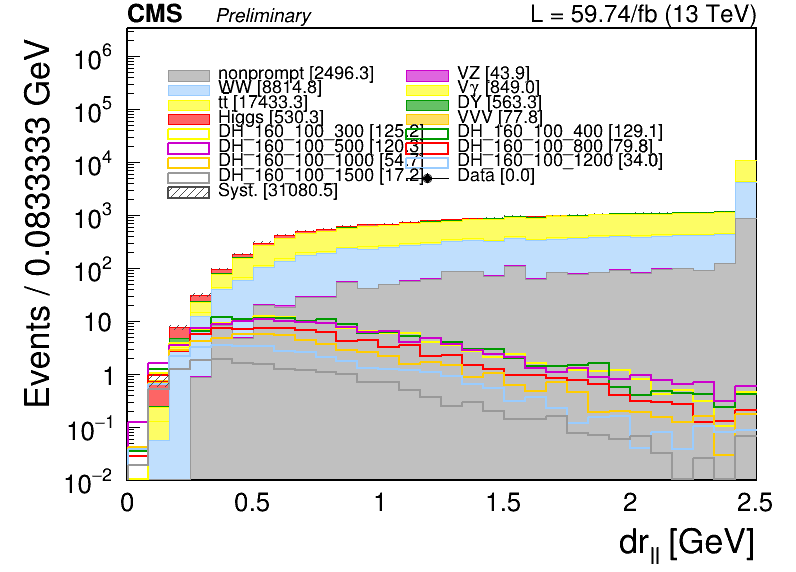 CMS Preliminary L = 59.74/fb (13 TeV)
Events / 0.0833333 GeV
10^6
10^5
10^4
10^3
10^2
10
1
10^−1
10^−2
nonprompt [2496.3] VZ [43.9]
WW [8814.8] Vγ [849.0]
tt [17433.3] DY [563.3]
Higgs [530.3] VVV [77.8]
DH_160_100_300 [125.2] DH_160_100_400 [129.1]
DH_160_100_500 [120.3] DH_160_100_800 [79.8]
DH_160_100_1000 [54.7] DH_160_100_1200 [34.0]
DH_160_100_1500 [17.2] Data [0.0]
Syst. [31080.5]
0 0.5 1 1.5 2 2.5
dr_ll [GeV]